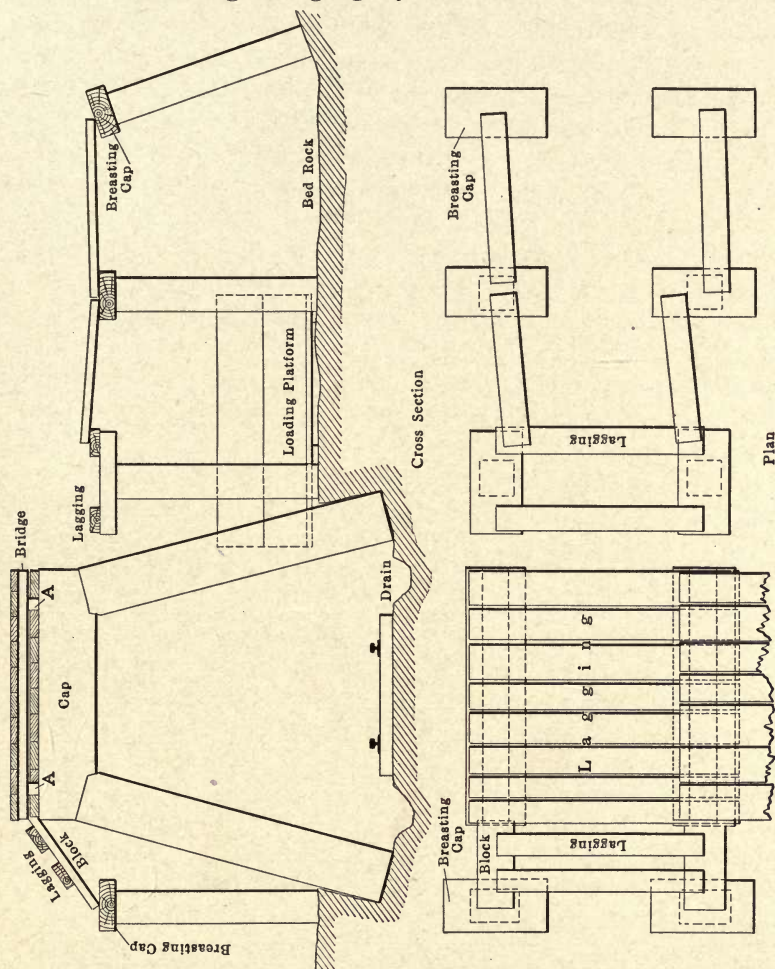 Breasting
Cap
Bed Rock
Loading Platform
Lagging
Cross Section
Bridge
A
Cap
A
Lagging
Block
Drain
Breasting Cap
Breasting
Cap
Lagging
Plan
Lagging
Breasting
Cap
Block
Lagging